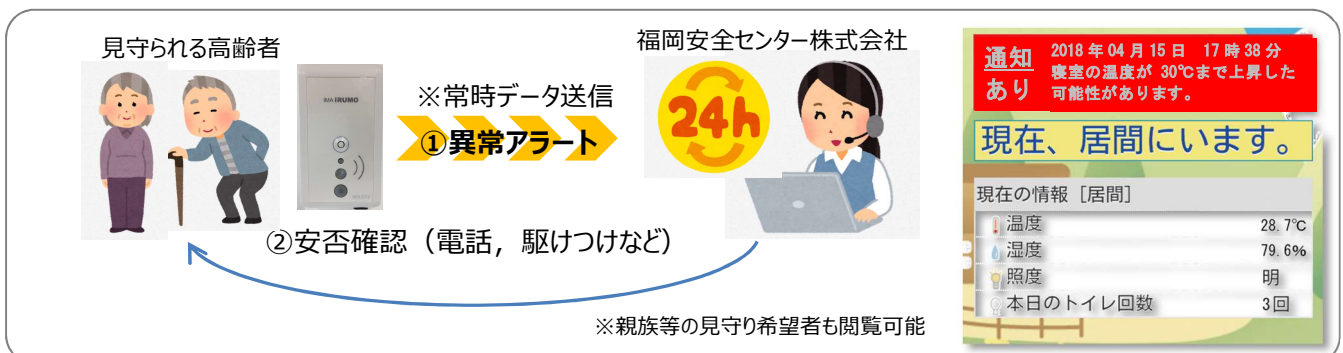 見守られる高齢者
IMAIRUMO
※常時データ送信
①異常アラート
福岡安全センター株式会社
24h
②安否確認（電話，駆けつけなど）
※親族等の見守り希望者も閲覧可能
通知
あり
2018年04月15日 17時38分
寝室の温度が 30℃まで上昇した
可能性があります。
現在、居間にいます。
現在の情報［居間］
温度 28.7℃
湿度 79.6%
照度 明
本日のトイレ回数 3回